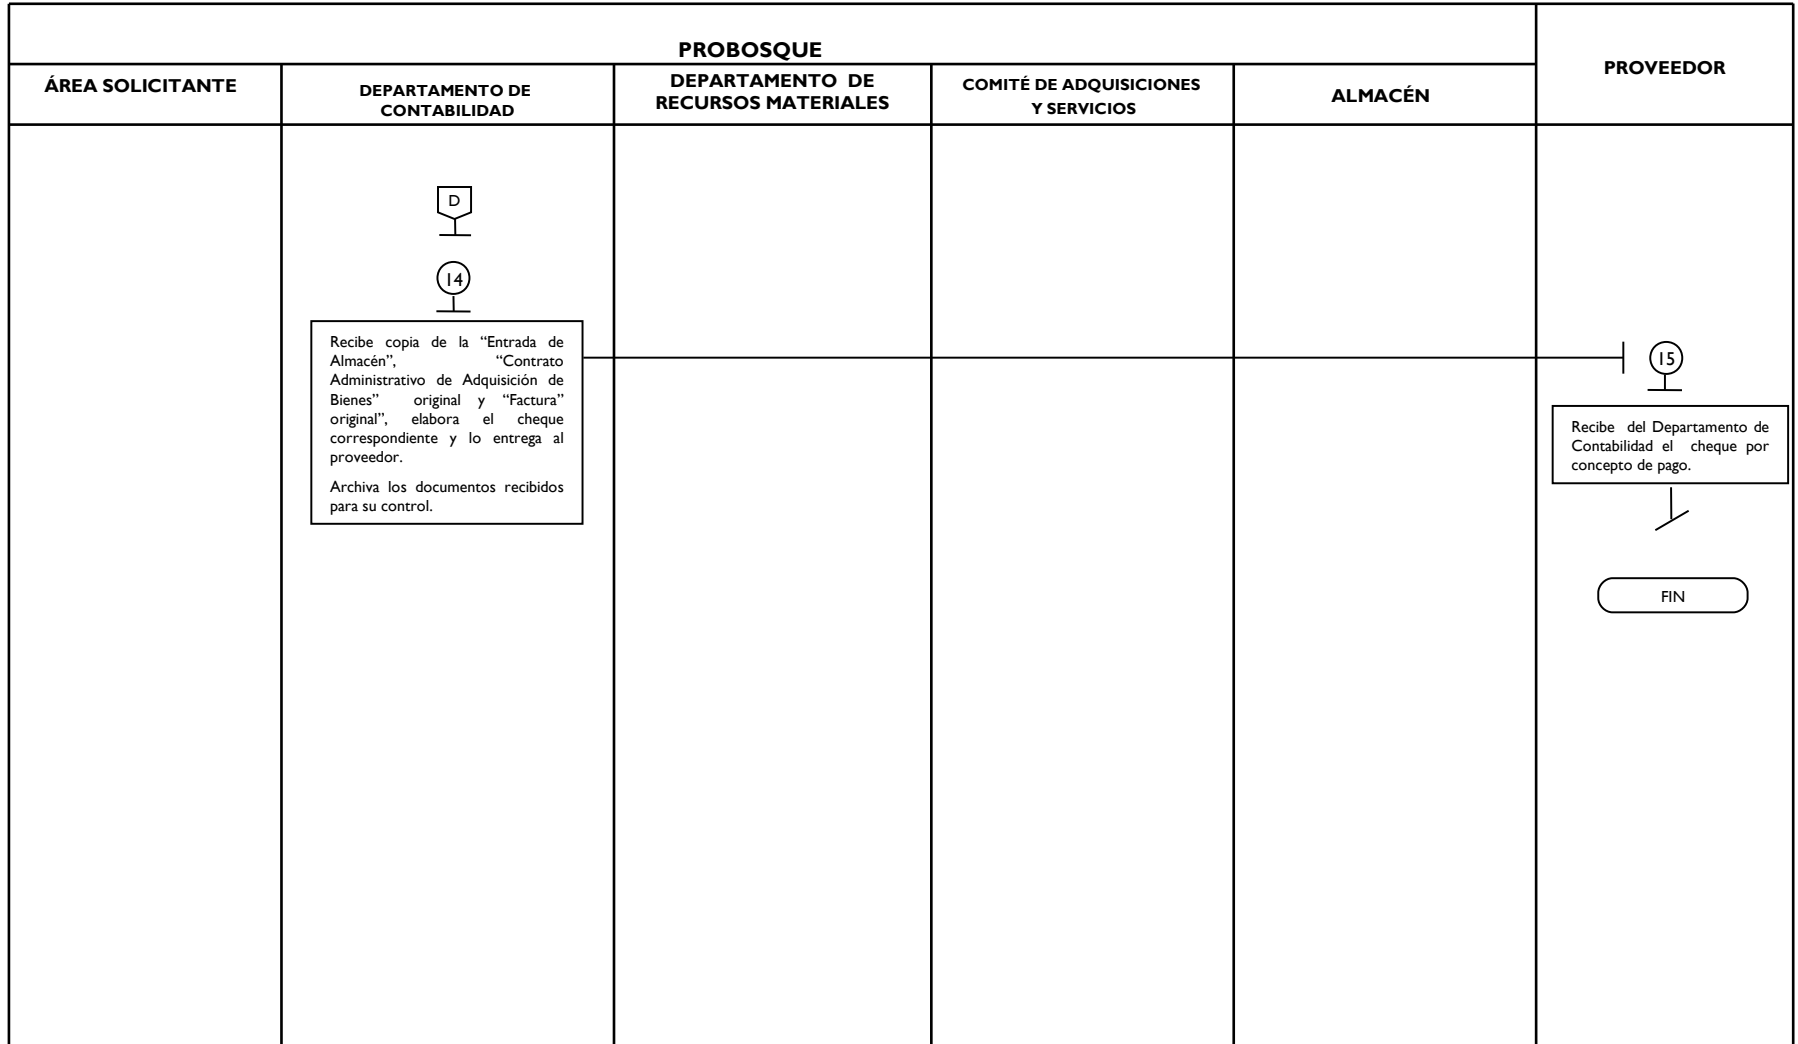 PROBOSQUE
PROVEEDOR
ÁREA SOLICITANTE
DEPARTAMENTO DE
CONTABILIDAD
DEPARTAMENTO DE
RECURSOS MATERIALES
COMITÉ DE ADQUISICIONES
Y SERVICIOS
ALMACÉN
D
14
Recibe copia de la “Entrada de
Almacén”, “Contrato
Administrativo de Adquisición de
Bienes” original y “Factura”
original”, elabora el cheque
correspondiente y lo entrega al
proveedor.
Archiva los documentos recibidos
para su control.
15
Recibe del Departamento de
Contabilidad el cheque por
concepto de pago.
FIN